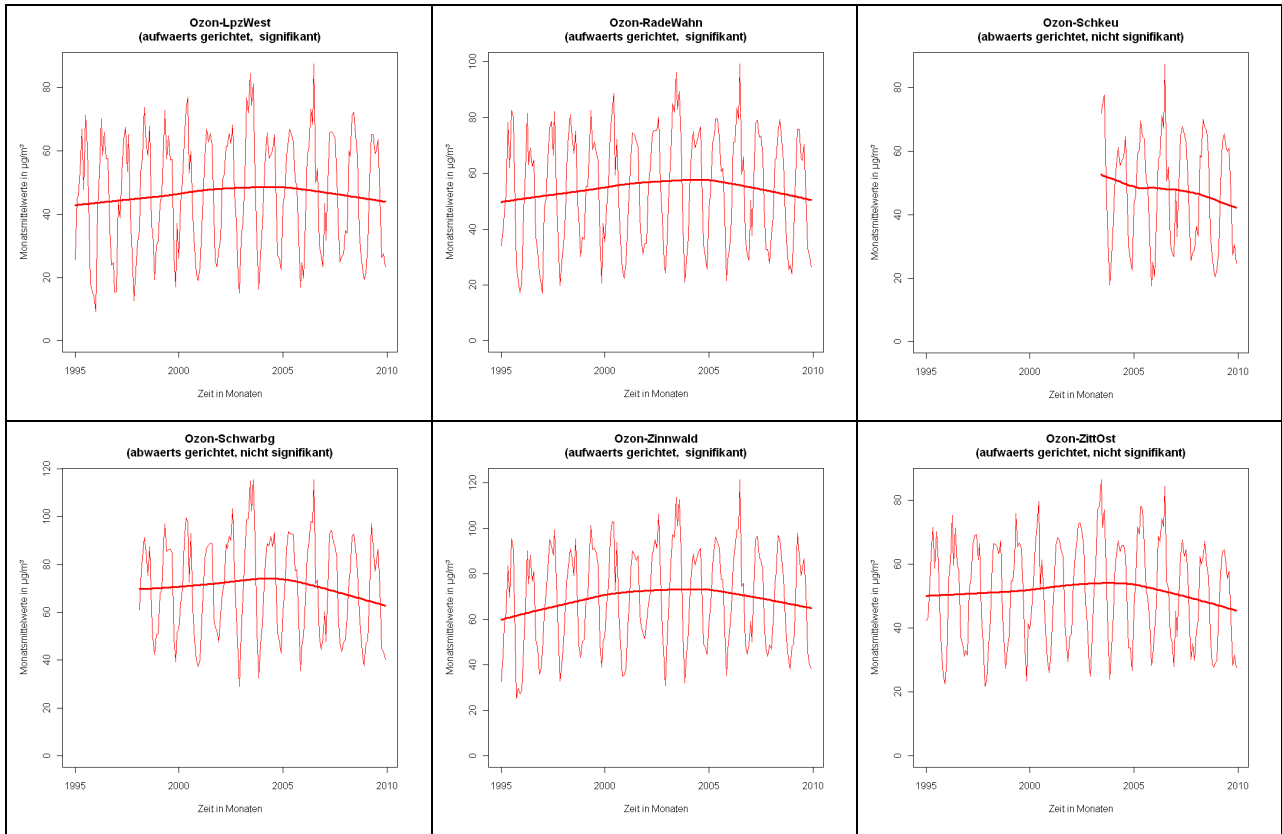 Ozon-LpzWest
(aufwaerts gerichtet, signifikant)
Monatsmittelwerte in µg/m³
0
20
40
60
80
1995
2000
2005
2010
Zeit in Monaten
Ozon-RadeWahn
(aufwaerts gerichtet, signifikant)
Monatsmittelwerte in µg/m³
0
20
40
60
80
100
1995
2000
2005
2010
Zeit in Monaten
Ozon-Schkeu
(abwaerts gerichtet, nicht signifikant)
Monatsmittelwerte in µg/m³
0
20
40
60
80
1995
2000
2005
2010
Zeit in Monaten
Ozon-Schwarbg
(abwaerts gerichtet, nicht signifikant)
Monatsmittelwerte in µg/m³
0
20
40
60
80
100
120
1995
2000
2005
2010
Zeit in Monaten
Ozon-Zinnwald
(aufwaerts gerichtet, signifikant)
Monatsmittelwerte in µg/m³
0
20
40
60
80
100
120
1995
2000
2005
2010
Zeit in Monaten
Ozon-ZittOst
(aufwaerts gerichtet, nicht signifikant)
Monatsmittelwerte in µg/m³
0
20
40
60
80
1995
2000
2005
2010
Zeit in Monaten